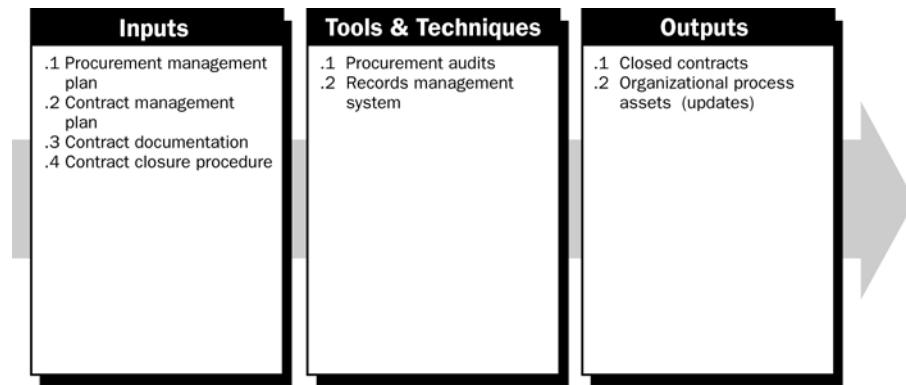 Inputs
.1 Procurement management
plan
.2 Contract management
plan
.3 Contract documentation
.4 Contract closure procedure
Tools & Techniques
.1 Procurement audits
.2 Records management
system
Outputs
.1 Closed contracts
.2 Organizational process
assets (updates)